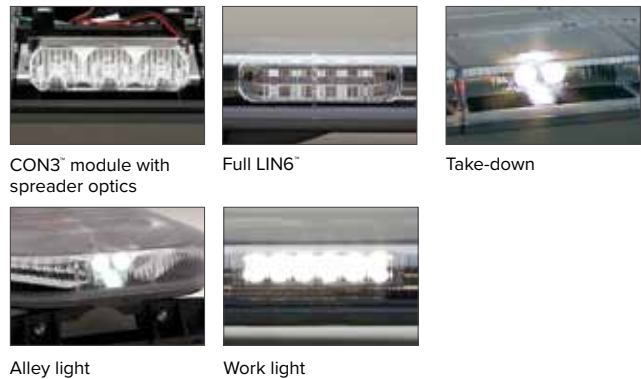 CON3™ module with
spreader optics
Full LIN6™
Take-down
Alley light
Work light